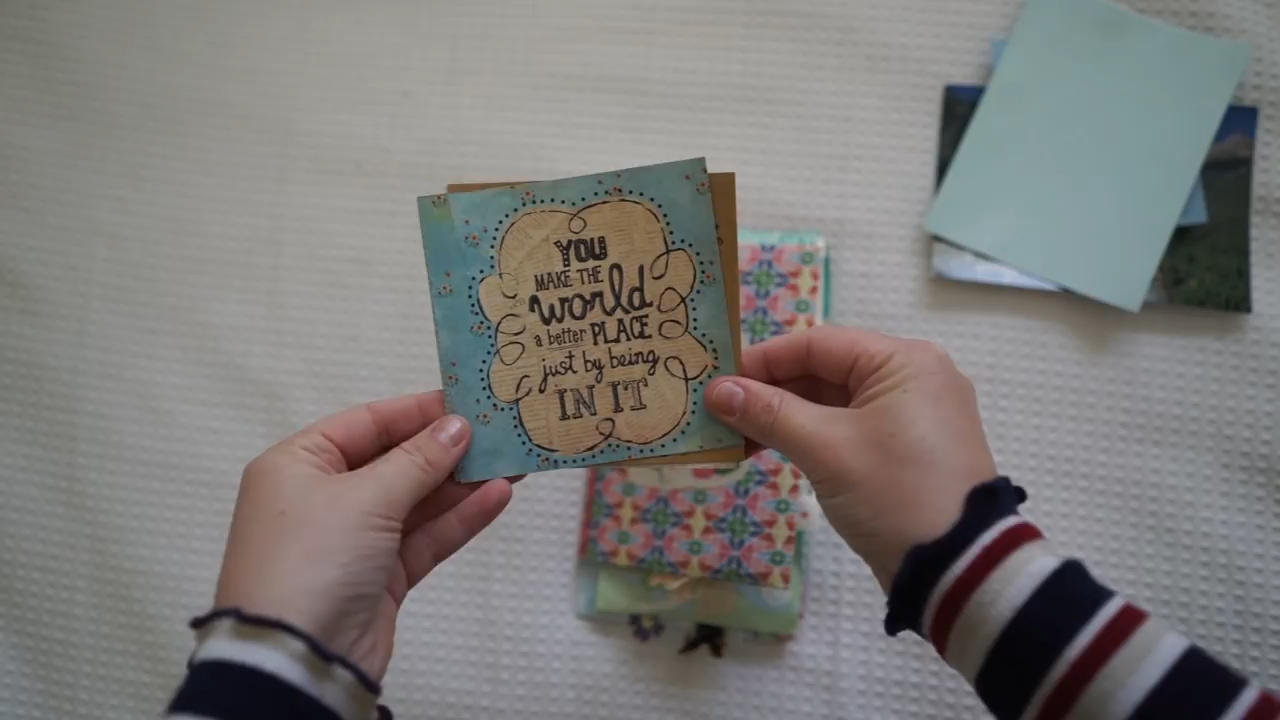 YOU
MAKE THE
world
a better PLACE
just by being
IN IT